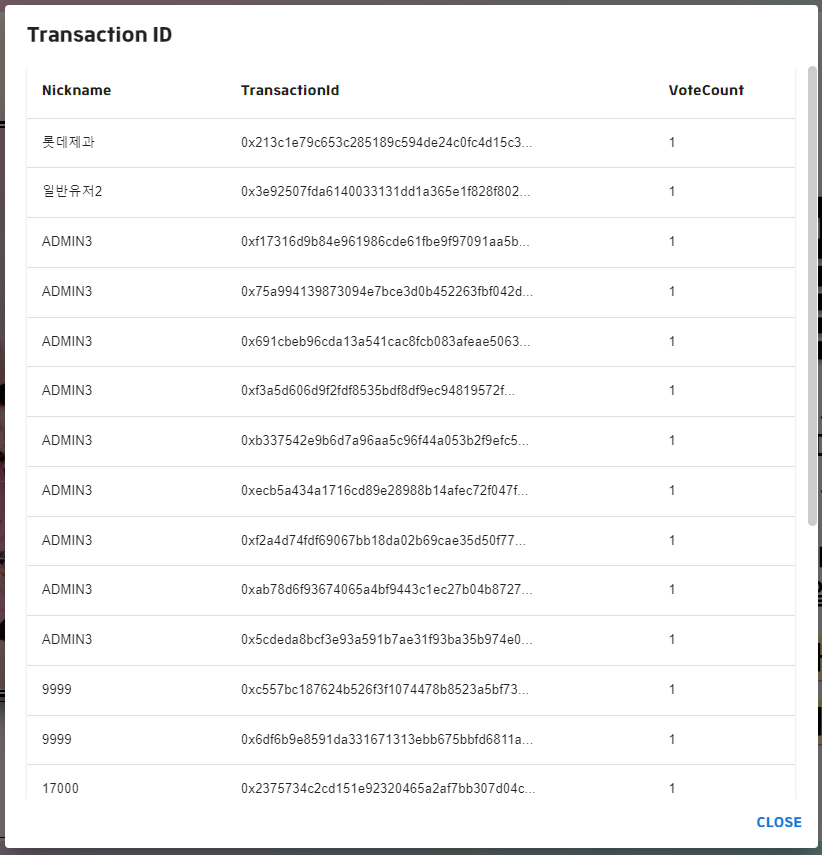 Transaction ID
Nickname TransactionId VoteCount
롯데제과 0x213c1e79c653c285189c594de24c0fc4d15c3... 1
일반유저2 0x3e92507fda6140033131dd1a365e1f828f802... 1
ADMIN3 0xf17316d9b84e961986cde61fbe9f97091aa5b... 1
ADMIN3 0x75a994139873094e7bce3d0b452263fbf042d... 1
ADMIN3 0x691cbeb96cda13a541cac8fcb083afeae5063... 1
ADMIN3 0xf3a5d606d9f2fdf8535bdf8df9ec94819572f... 1
ADMIN3 0xb337542e9b6d7a96aa5c96f44a053b2f9efc5... 1
ADMIN3 0xecb5a434a1716cd89e28988b14afec72f047f... 1
ADMIN3 0xf2a4d74fdf69067bb18da02b69cae35d50f77... 1
ADMIN3 0xab78d6f93674065a4bf9443c1ec27b04b8727... 1
ADMIN3 0x5cdeda8bcf3e93a591b7ae31f93ba35b974e0... 1
9999 0xc557bc187624b526f3f1074478b8523a5bf73... 1
9999 0x6df6b9e8591da331671313ebb675bbfd6811a... 1
17000 0x2375734c2cd151e92320465a2af7bb307d04c... 1
CLOSE